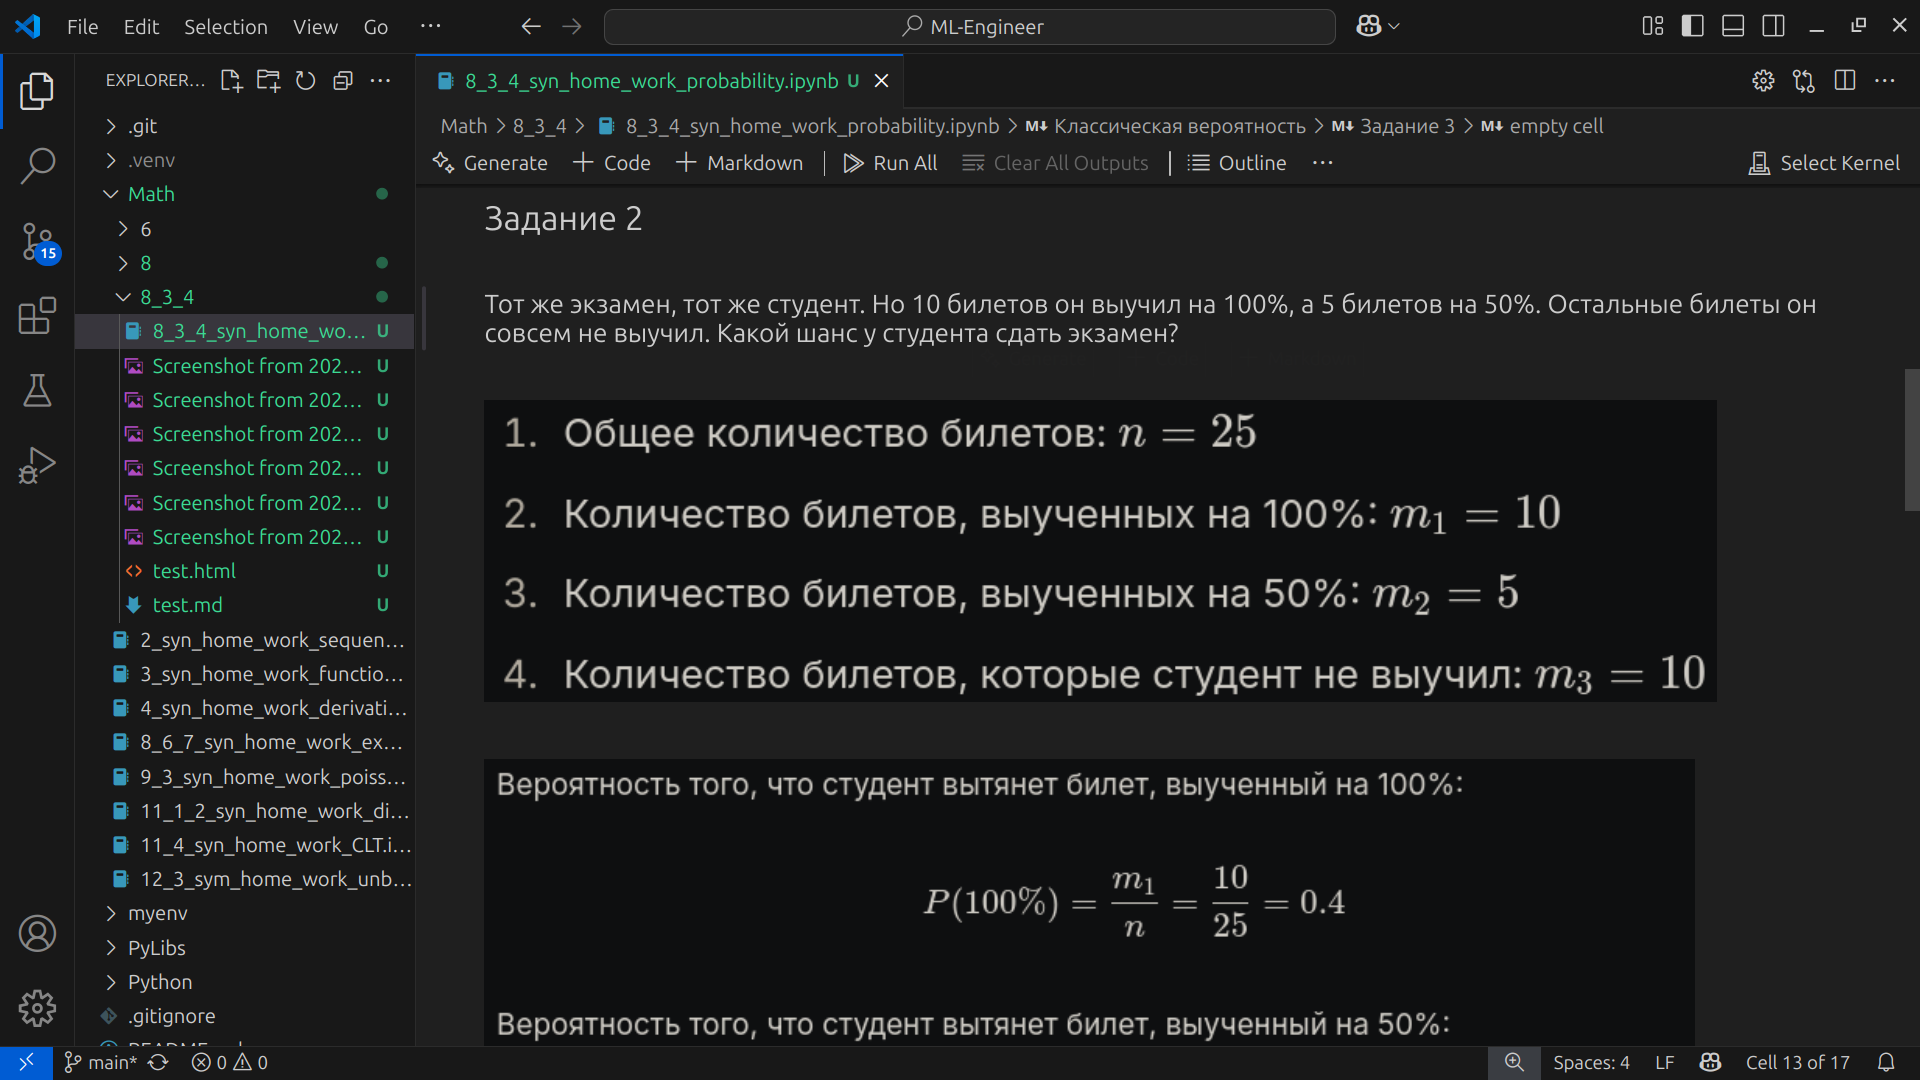 File Edit Selection View Go ···
ML-Engineer
EXPLORER... ···
8_3_4_syn_home_work_probability.ipynb U
Math > 8_3_4 > 8_3_4_syn_home_work_probability.ipynb > M↓ Классическая вероятность > M↓ Задание 3 > M↓ empty cell
Generate + Code + Markdown | Run All Clear All Outputs | Outline ··· Select Kernel
.git
.venv
Math
6
8
8_3_4
8_3_4_syn_home_wo... U
Screenshot from 202... U
Screenshot from 202... U
Screenshot from 202... U
Screenshot from 202... U
Screenshot from 202... U
Screenshot from 202... U
test.html U
test.md U
2_syn_home_work_sequen...
3_syn_home_work_functio...
4_syn_home_work_derivati...
8_6_7_syn_home_work_ex...
9_3_syn_home_work_poiss...
11_1_2_syn_home_work_di...
11_4_syn_home_work_CLT.i...
12_3_sym_home_work_unb...
myenv
PyLibs
Python
.gitignore
15
Задание 2
Тот же экзамен, тот же студент. Но 10 билетов он выучил на 100%, а 5 билетов на 50%. Остальные билеты он
совсем не выучил. Какой шанс у студента сдать экзамен?
1. Общее количество билетов: n = 25
2. Количество билетов, выученных на 100%: m₁ = 10
3. Количество билетов, выученных на 50%: m₂ = 5
4. Количество билетов, которые студент не выучил: m₃ = 10
Вероятность того, что студент вытянет билет, выученный на 100%:
P(100%) = m₁/n = 10/25 = 0.4
Вероятность того, что студент вытянет билет, выученный на 50%:
main* 0 0 Spaces: 4 LF Cell 13 of 17